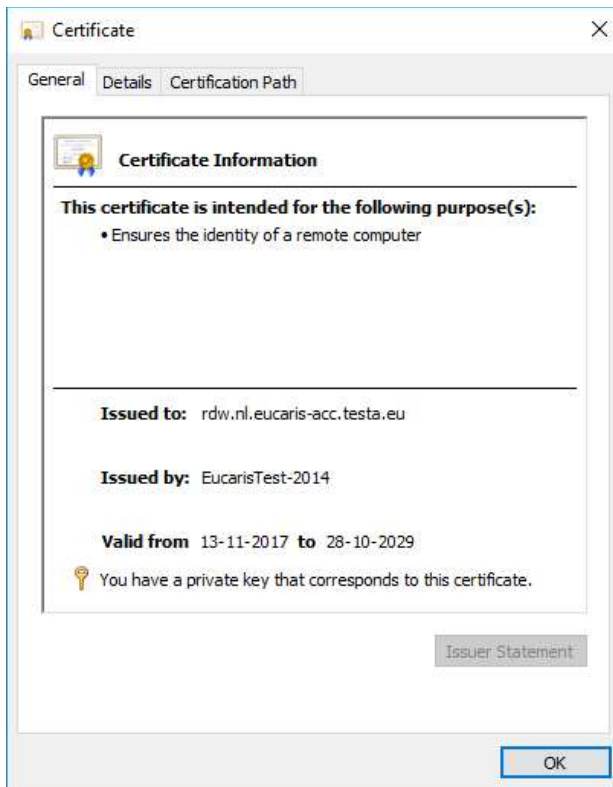 Certificate
General Details Certification Path
Certificate Information
This certificate is intended for the following purpose(s):
• Ensures the identity of a remote computer
Issued to: rdw.nl.eucaris-acc.testa.eu
Issued by: EucarisTest-2014
Valid from 13-11-2017 to 28-10-2029
You have a private key that corresponds to this certificate.
Issuer Statement
OK